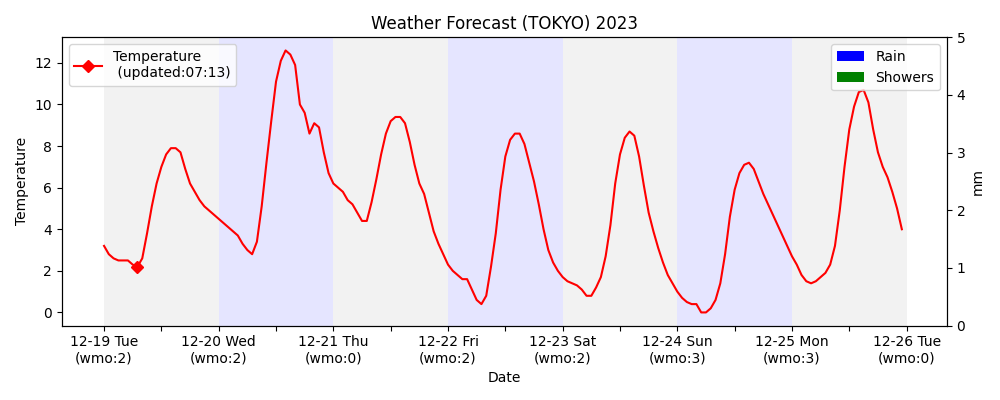 Weather Forecast (TOKYO) 2023
Temperature
(updated:07:13)
Rain
Showers
12
10
8
6
4
2
0
Temperature
5
4
3
2
1
0
mm
12-19 Tue
(wmo:2)
12-20 Wed
(wmo:2)
12-21 Thu
(wmo:0)
12-22 Fri
(wmo:2)
12-23 Sat
(wmo:2)
12-24 Sun
(wmo:3)
12-25 Mon
(wmo:3)
12-26 Tue
(wmo:0)
Date